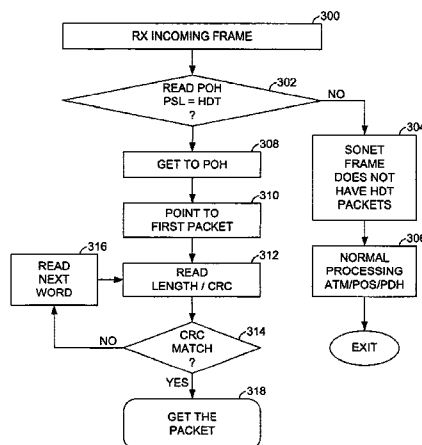 300
RX INCOMING FRAME
302
READ POH
PSL = HDT
?
NO
304
SONET
FRAME
DOES NOT
HAVE HDT
PACKETS
306
NORMAL
PROCESSING
ATM/POS/PDH
EXIT
308
GET TO POH
310
POINT TO
FIRST PACKET
312
READ
LENGTH / CRC
316
READ
NEXT
WORD
314
CRC
MATCH
?
NO
YES
318
GET THE
PACKET